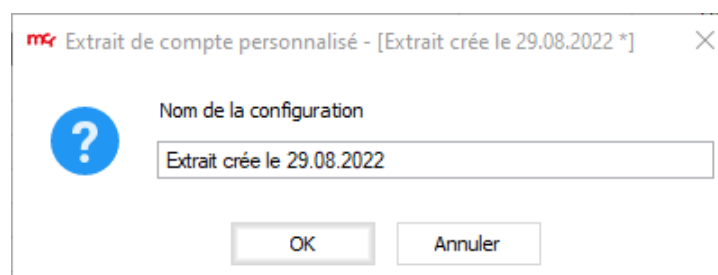 mcr Extrait de compte personnalisé - [Extrait crée le 29.08.2022 *]
Nom de la configuration
?
Extrait crée le 29.08.2022
OK Annuler